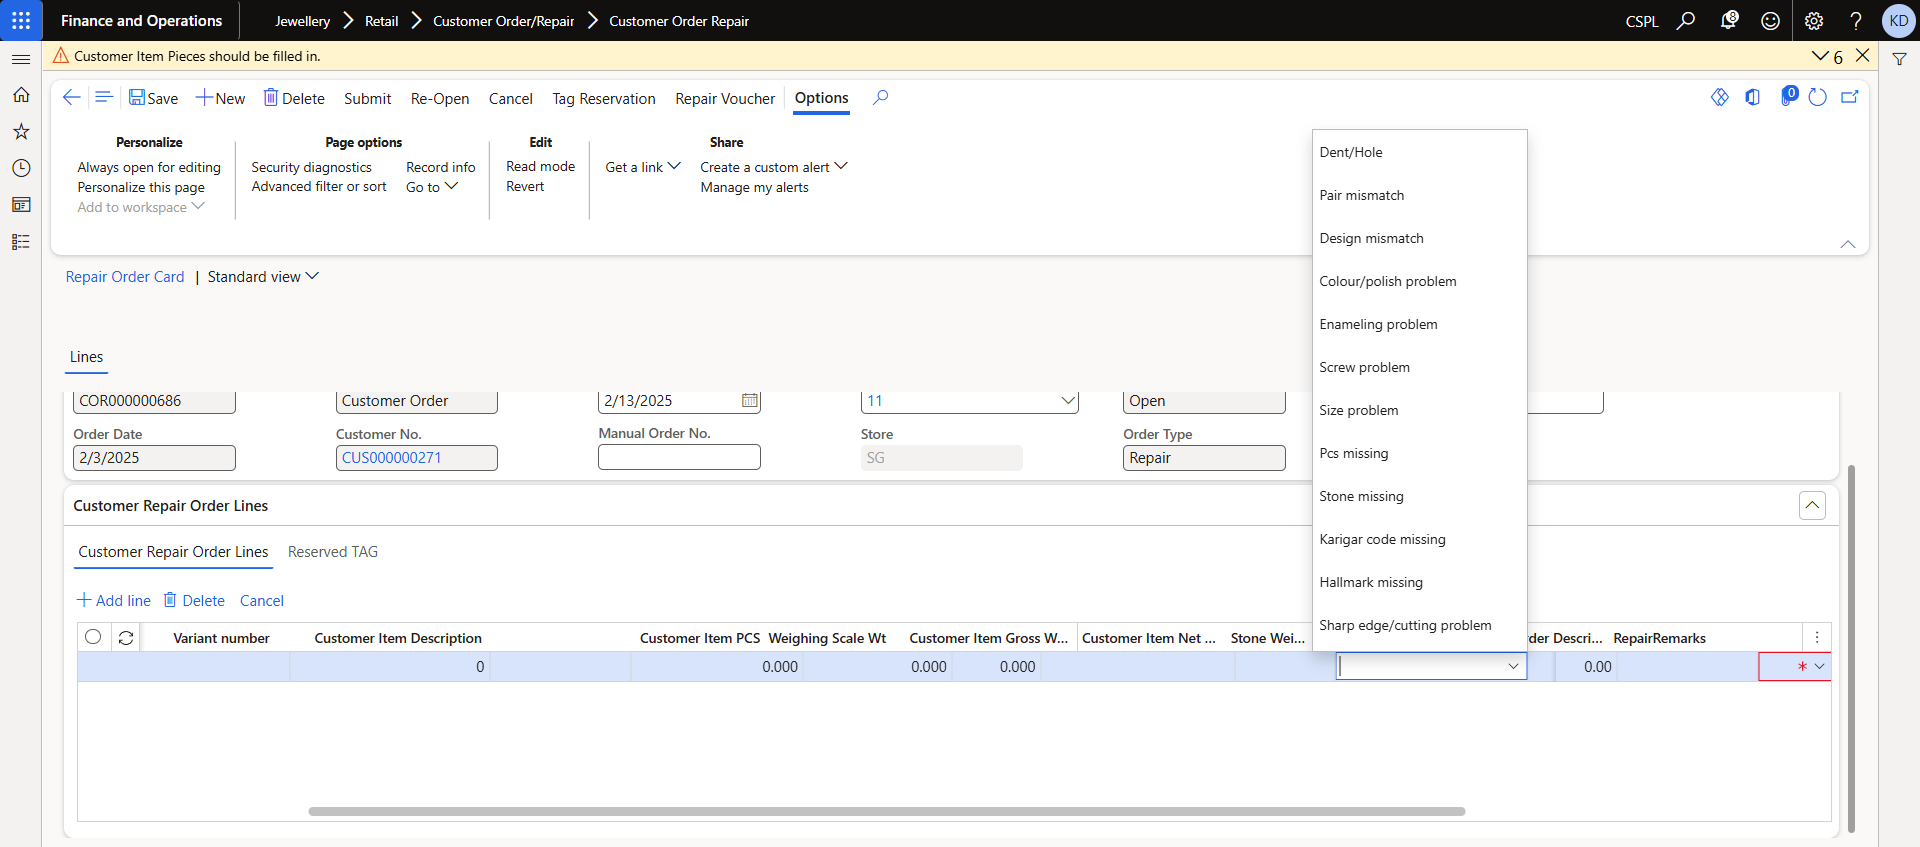 Finance and Operations
Jewellery
Retail
Customer Order/Repair
Customer Order Repair
CSPL
8
KD
Customer Item Pieces should be filled in.
6
Save
New
Delete
Submit
Re-Open
Cancel
Tag Reservation
Repair Voucher
Options
0
Personalize
Always open for editing
Personalize this page
Add to workspace
Page options
Security diagnostics
Advanced filter or sort
Record info
Go to
Edit
Read mode
Revert
Share
Get a link
Create a custom alert
Manage my alerts
Repair Order Card | Standard view
Lines
COR000000686
Customer Order
2/13/2025
11
Open
Order Date
Customer No.
Manual Order No.
Store
Order Type
2/3/2025
CUS000000271
SG
Repair
Customer Repair Order Lines
Customer Repair Order Lines
Reserved TAG
Add line
Delete
Cancel
Variant number
Customer Item Description
Customer Item PCS
Weighing Scale Wt
Customer Item Gross W...
Customer Item Net ...
Stone Wei...
rder Descri...
RepairRemarks
0
0.000
0.000
0.000
0.00
*
Dent/Hole
Pair mismatch
Design mismatch
Colour/polish problem
Enameling problem
Screw problem
Size problem
Pcs missing
Stone missing
Karigar code missing
Hallmark missing
Sharp edge/cutting problem